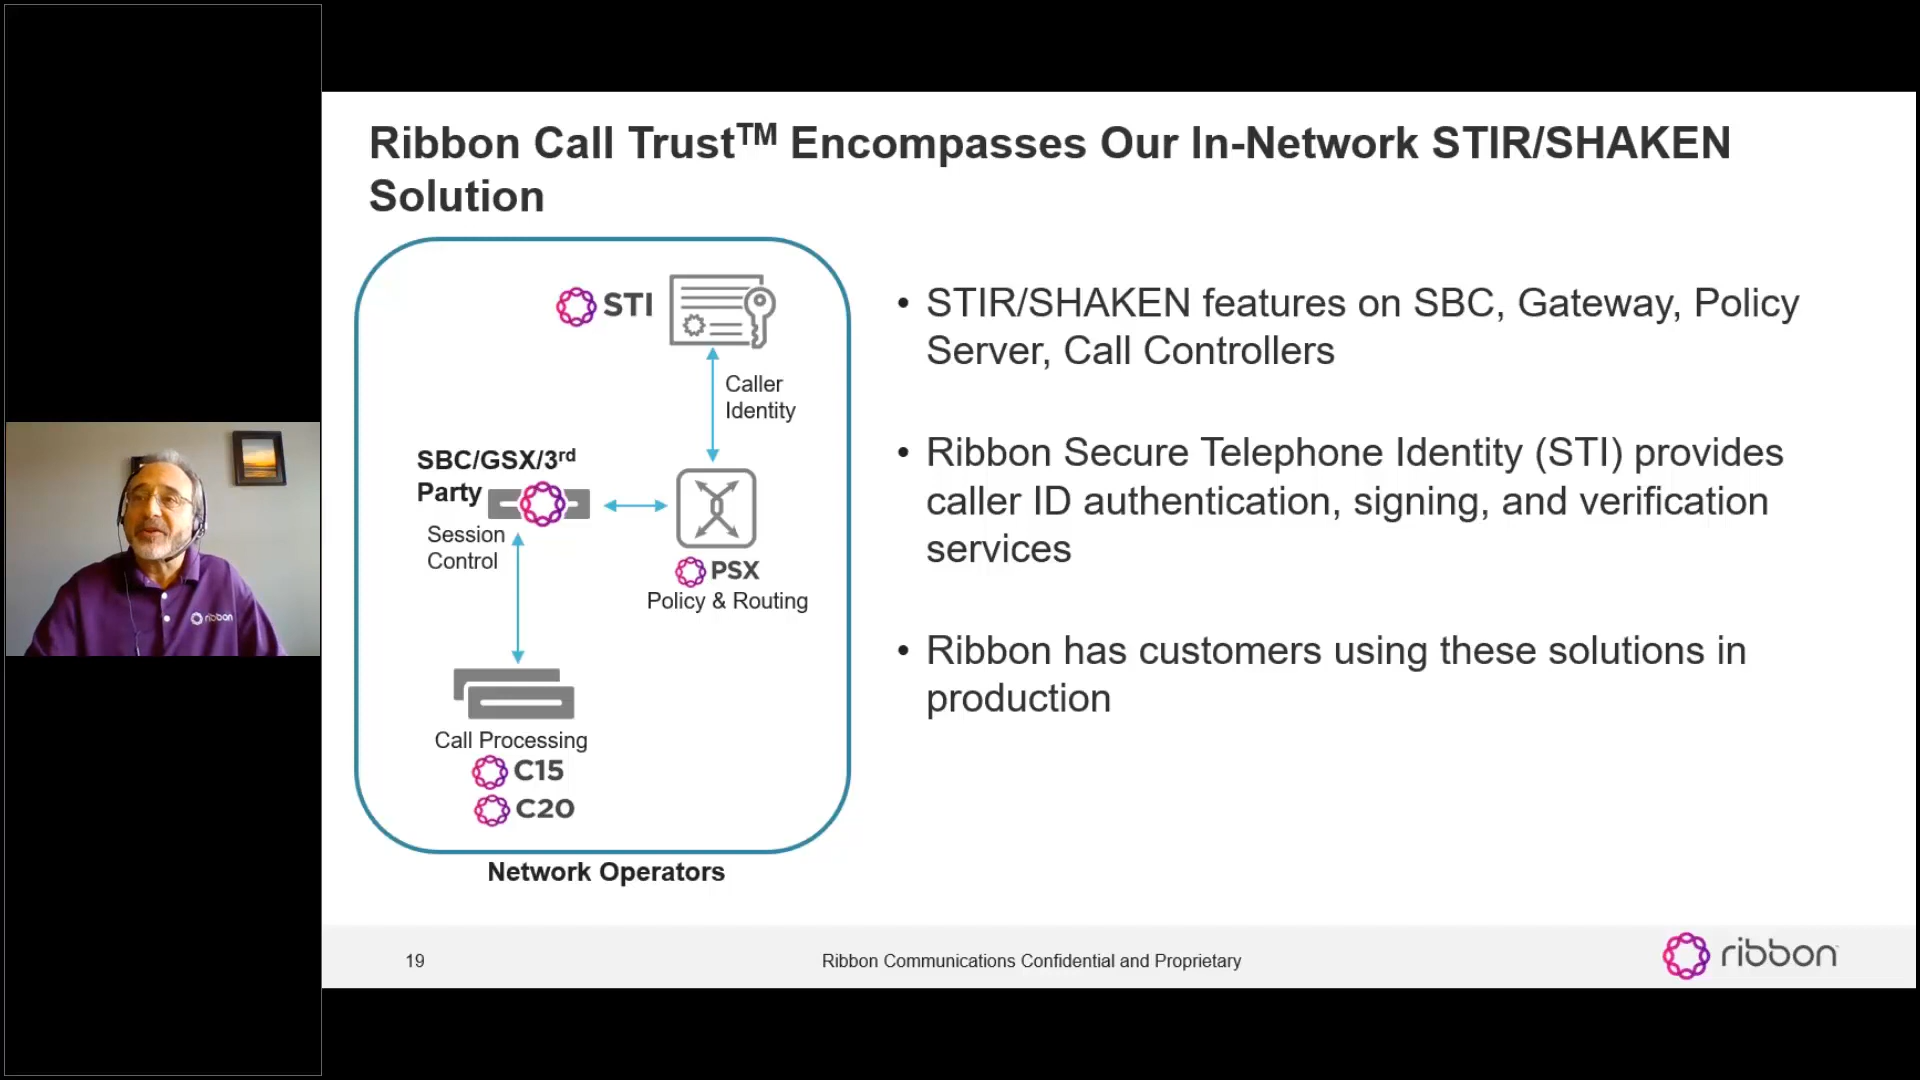 Ribbon Call Trust™ Encompasses Our In-Network STIR/SHAKEN
Solution
STI
Caller
Identity
SBC/GSX/3rd
Party
Session
Control
PSX
Policy & Routing
Call Processing
C15
C20
Network Operators
• STIR/SHAKEN features on SBC, Gateway, Policy
Server, Call Controllers
• Ribbon Secure Telephone Identity (STI) provides
caller ID authentication, signing, and verification
services
• Ribbon has customers using these solutions in
production
ribbon
19
Ribbon Communications Confidential and Proprietary
ribbon